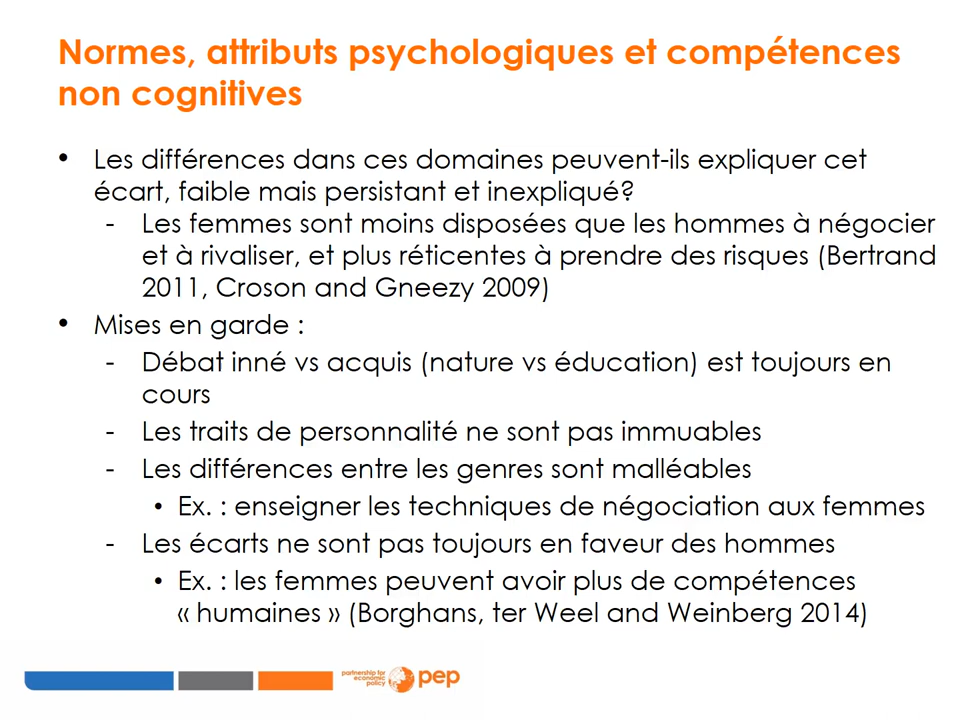 Normes, attributs psychologiques et compétences
non cognitives
• Les différences dans ces domaines peuvent-ils expliquer cet
écart, faible mais persistant et inexpliqué?
- Les femmes sont moins disposées que les hommes à négocier
et à rivaliser, et plus réticentes à prendre des risques (Bertrand
2011, Croson and Gneezy 2009)
• Mises en garde :
- Débat inné vs acquis (nature vs éducation) est toujours en
cours
- Les traits de personnalité ne sont pas immuables
- Les différences entre les genres sont malléables
• Ex. : enseigner les techniques de négociation aux femmes
- Les écarts ne sont pas toujours en faveur des hommes
• Ex. : les femmes peuvent avoir plus de compétences
« humaines » (Borghans, ter Weel and Weinberg 2014)
partnership for
economic
policy
pep